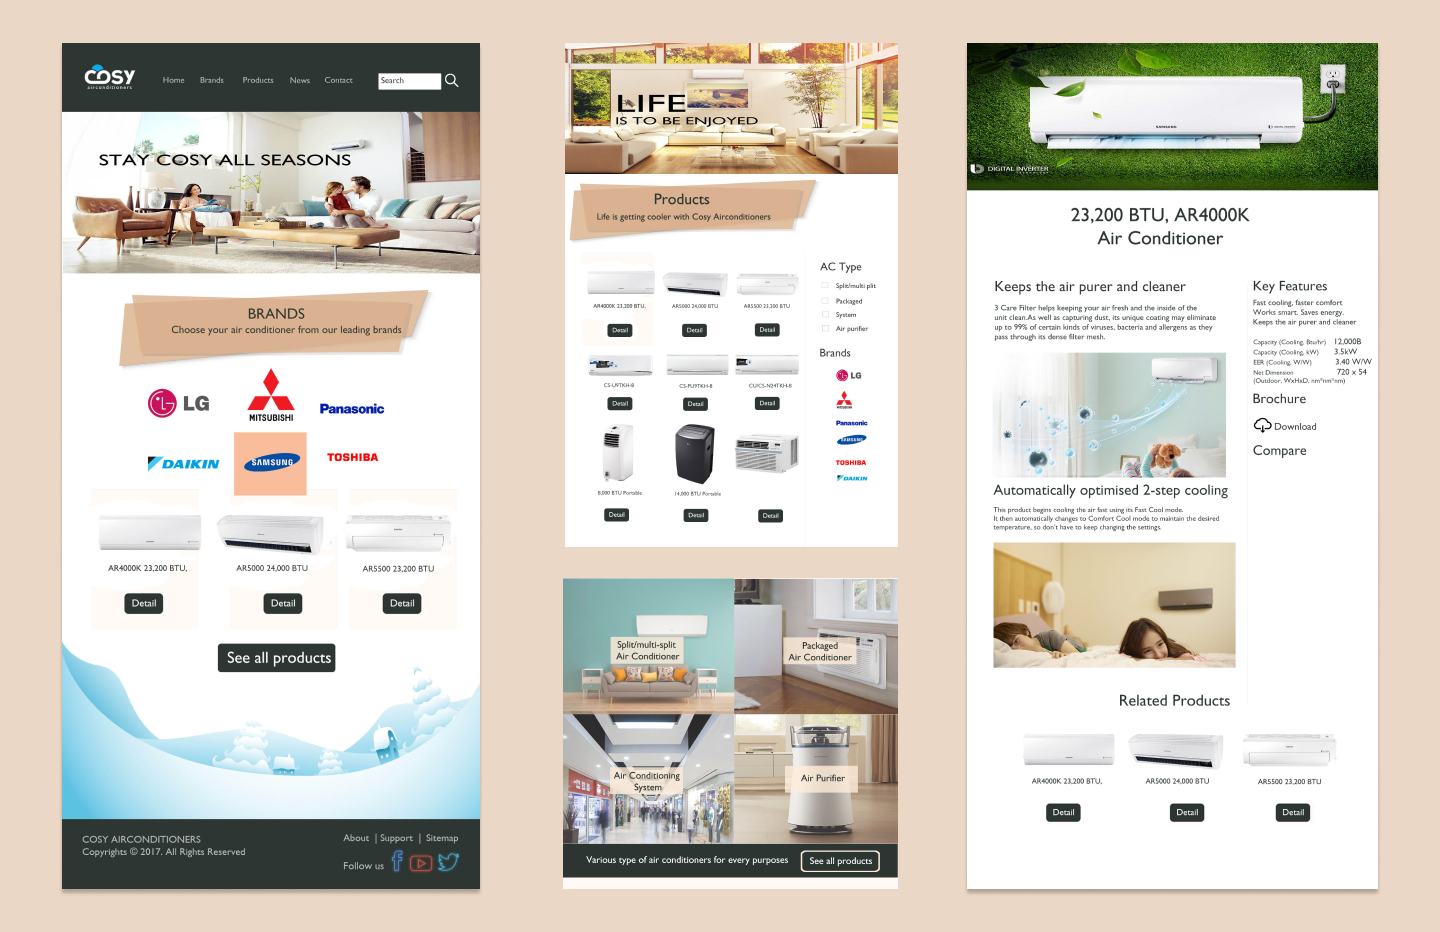 cosy
airconditioners
Home Brands Products News Contact
Search
STAY COSY ALL SEASONS
BRANDS
Choose your air conditioner from our leading brands
LG
MITSUBISHI
Panasonic
DAIKIN
SAMSUNG
TOSHIBA
AR4000K 23,200 BTU,
AR5000 24,000 BTU
AR5500 23,200 BTU
Detail
Detail
Detail
See all products
COSY AIRCONDITIONERS
Copyrights © 2017. All Rights Reserved
About | Support | Sitemap
Follow us
LIFE
IS TO BE ENJOYED
Products
Life is getting cooler with Cosy Airconditioners
AR4000K 23,200 BTU,
AR5000 24,000 BTU
AR5500 23,200 BTU
Detail
Detail
Detail
CS-U9TKH-8
CS-PU9TKH-8
CU/CS-N24TKH-8
Detail
Detail
Detail
8,000 BTU Portable
14,000 BTU Portable
Detail
Detail
Detail
AC Type
Split/multi plit
Packaged
System
Air purifier
Brands
LG
MITSUBISHI
Panasonic
SAMSUNG
TOSHIBA
DAIKIN
Split/multi-split
Air Conditioner
Packaged
Air Conditioner
Air Conditioning
System
Air Purifier
Various type of air conditioners for every purposes
See all products
SAMSUNG
DIGITAL INVERTER
23,200 BTU, AR4000K
Air Conditioner
Keeps the air purer and cleaner
3 Care Filter helps keeping your air fresh and the inside of the
unit clean.As well as capturing dust, its unique coating may eliminate
up to 99% of certain kinds of viruses, bacteria and allergens as they
pass through its dense filter mesh.
Automatically optimised 2-step cooling
This product begins cooling the air fast using its Fast Cool mode.
It then automatically changes to Comfort Cool mode to maintain the desired
temperature, so don't have to keep changing the settings.
Key Features
Fast cooling, faster comfort
Works smart. Saves energy.
Keeps the air purer and cleaner
Capacity (Cooling, Btu/hr) 12,000B
Capacity (Cooling, kW) 3.5kW
EER (Cooling, W/W) 3.40 W/W
Net Dimension 720 x 54
(Outdoor, WxHxD, nm*nm*nm)
Brochure
Download
Compare
Related Products
AR4000K 23,200 BTU,
AR5000 24,000 BTU
AR5500 23,200 BTU
Detail
Detail
Detail